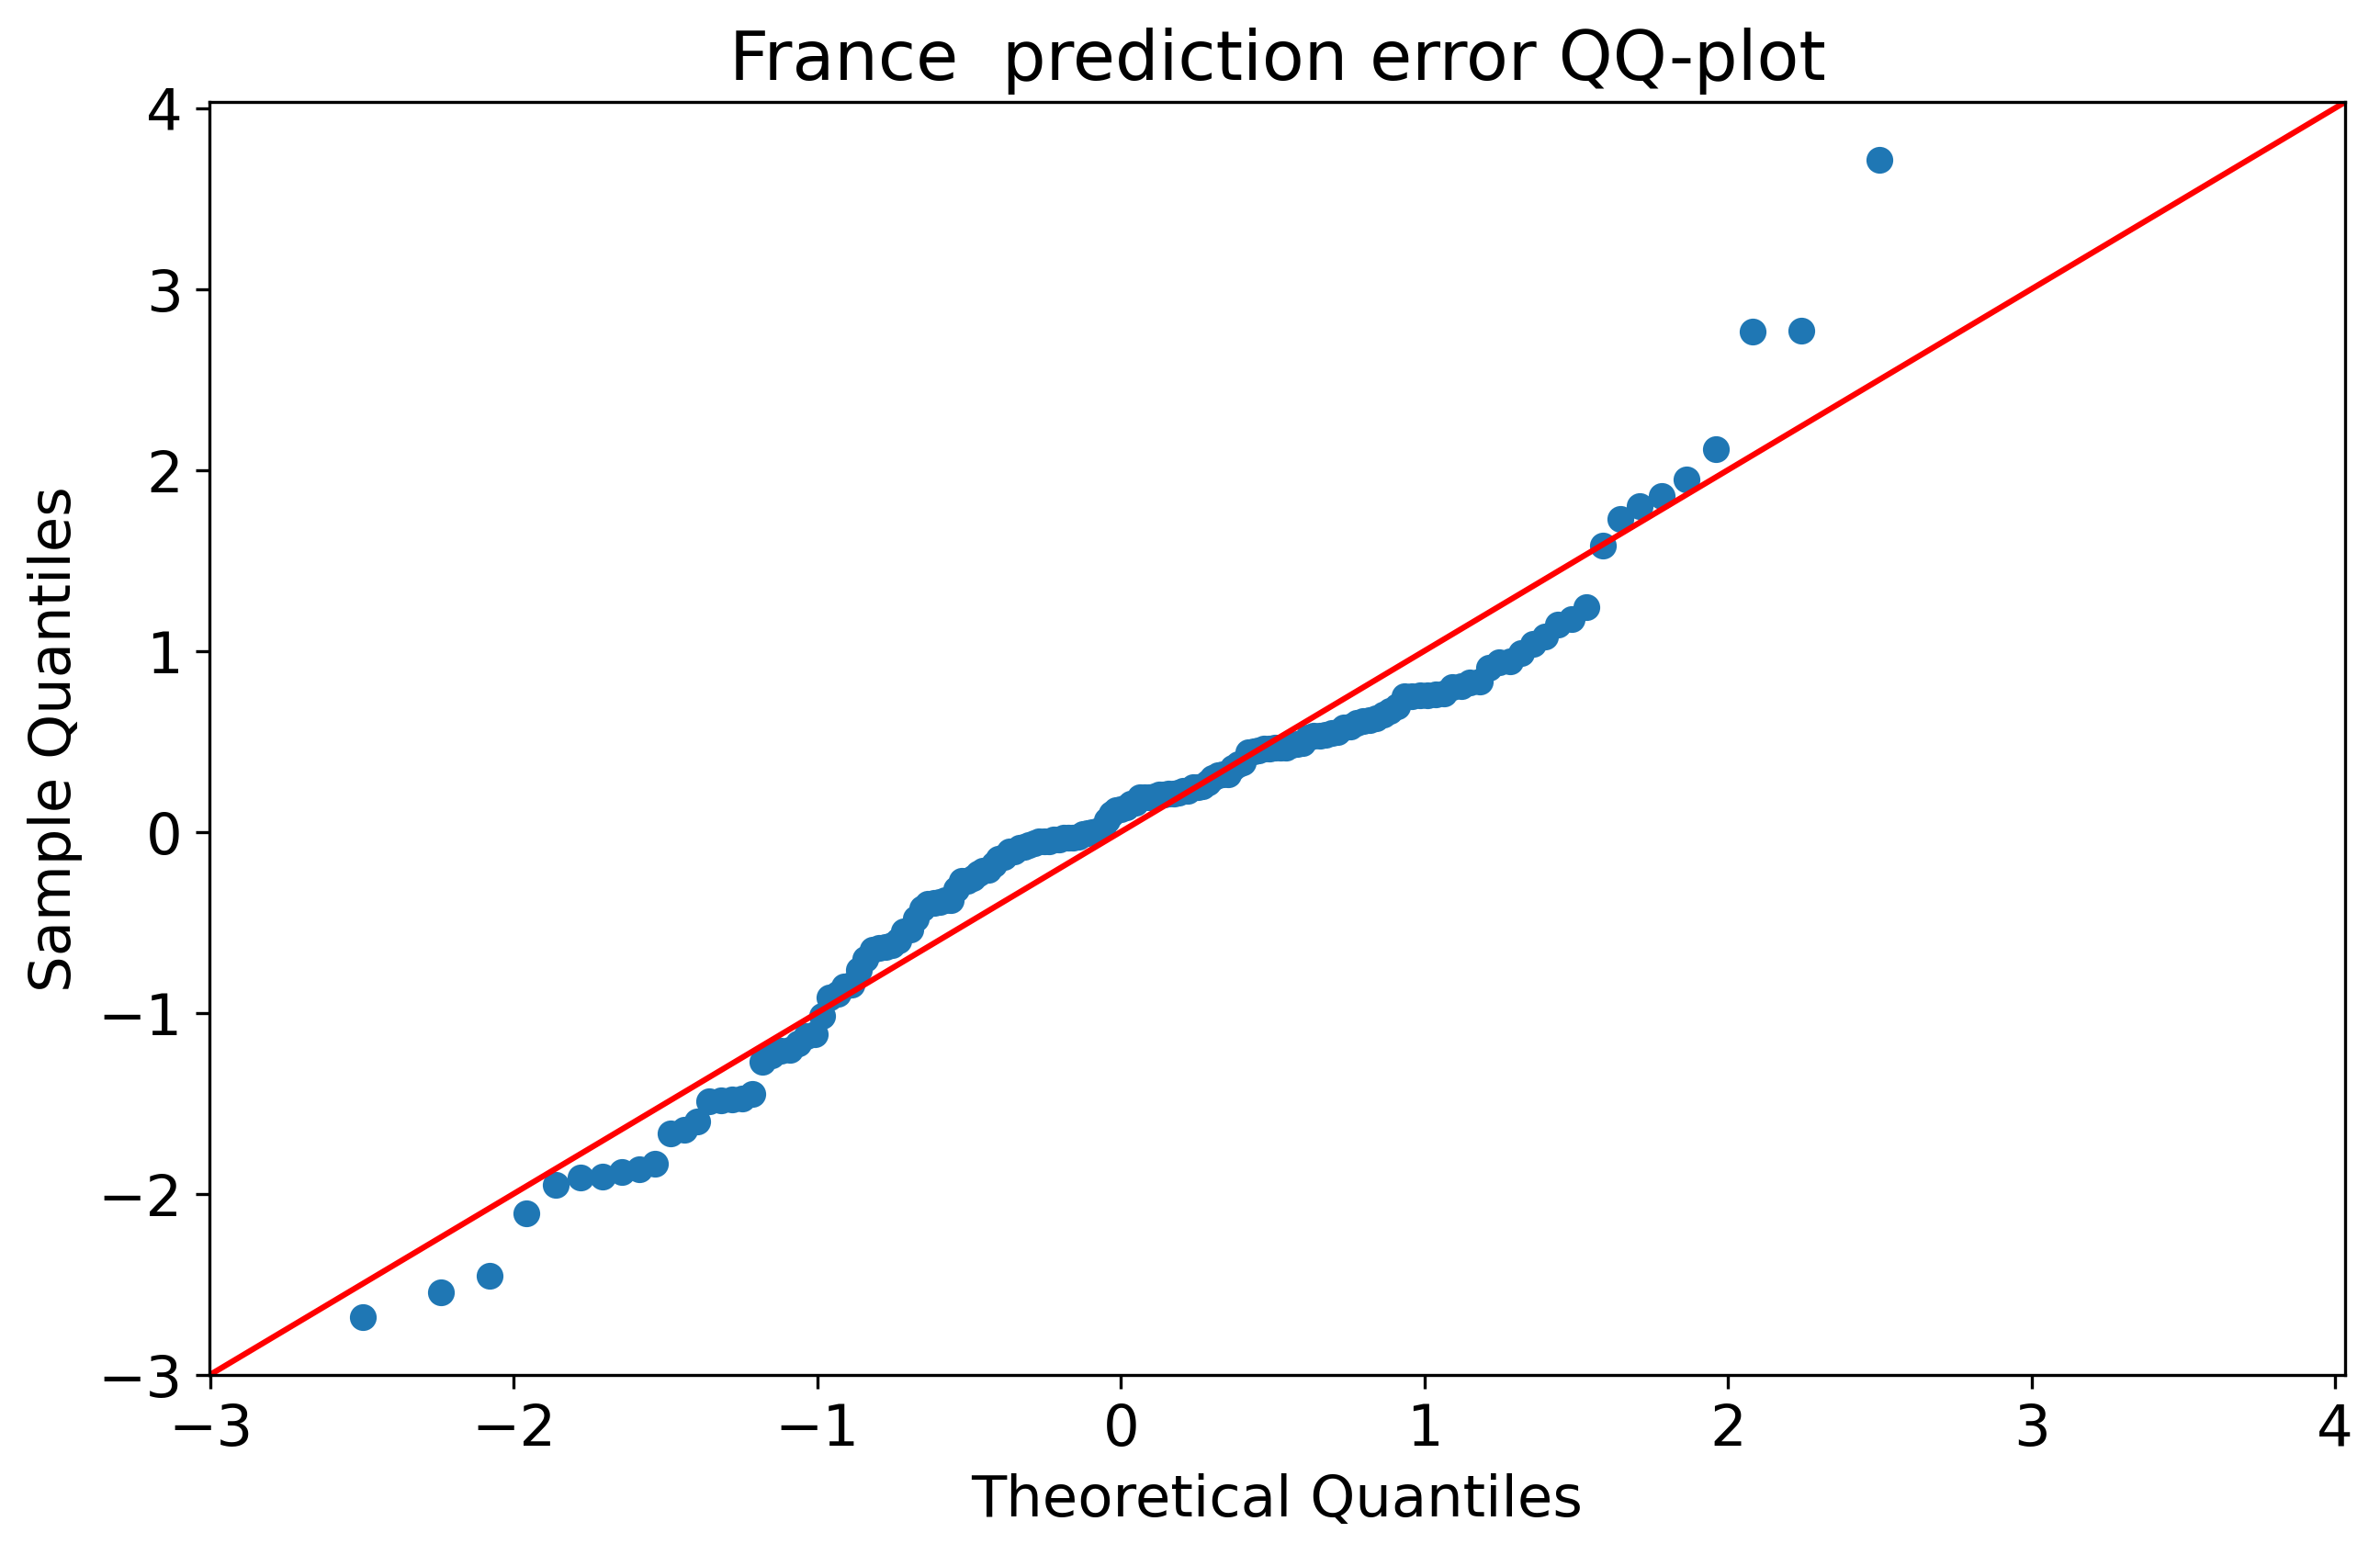 France  prediction error QQ-plot
4
3
2
1
0
−1
−2
−3
Sample Quantiles
−3 −2 −1 0 1 2 3 4
Theoretical Quantiles